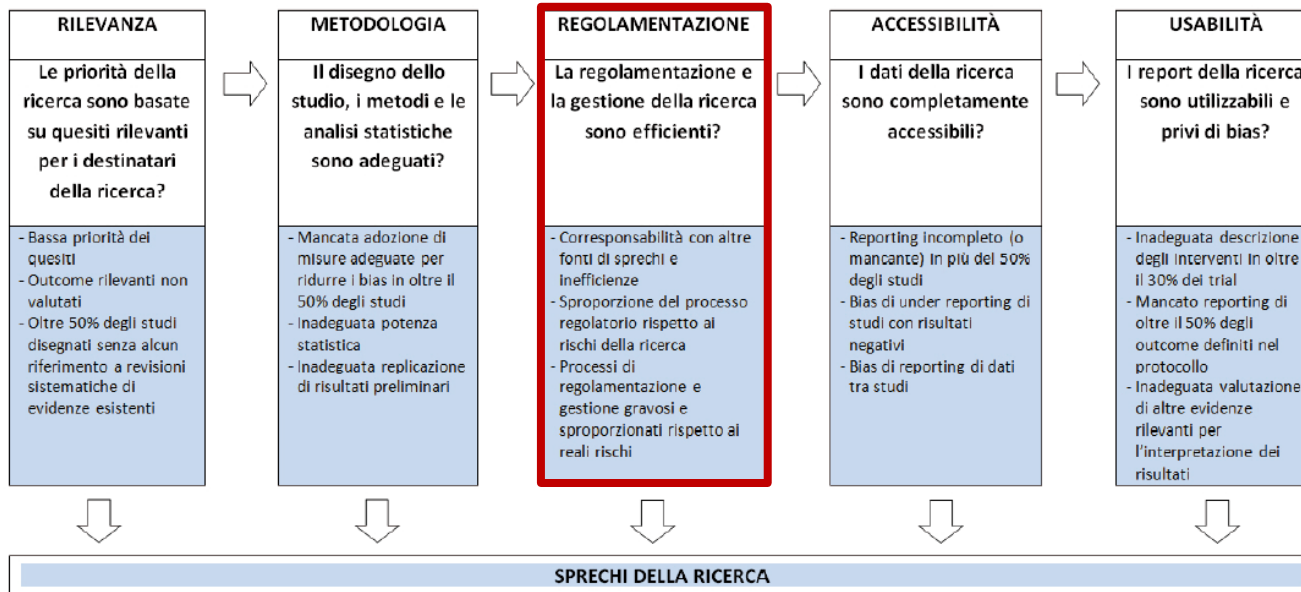 RILEVANZA
Le priorità della
ricerca sono basate
su quesiti rilevanti
per i destinatari
della ricerca?
- Bassa priorità dei
quesiti
- Outcome rilevanti non
valutati
- Oltre 50% degli studi
disegnati senza alcun
riferimento a revisioni
sistematiche di
evidenze esistenti
METODOLOGIA
Il disegno dello
studio, i metodi e le
analisi statistiche
sono adeguati?
- Mancata adozione di
misure adeguate per
ridurre i bias in oltre il
50% degli studi
- Inadeguata potenza
statistica
- Inadeguata replicazione
di risultati preliminari
REGOLAMENTAZIONE
La regolamentazione e
la gestione della ricerca
sono efficienti?
- Corresponsabilità con altre
fonti di sprechi e
inefficienze
- Sproporzione del processo
regolatorio rispetto ai
rischi della ricerca
- Processi di
regolamentazione e
gestione gravosi e
sproporzionati rispetto ai
reali rischi
ACCESSIBILITÀ
I dati della ricerca
sono completamente
accessibili?
- Reporting incompleto (o
mancante) in più del 50%
degli studi
- Bias di under reporting di
studi con risultati
negativi
- Bias di reporting di dati
tra studi
USABILITÀ
I report della ricerca
sono utilizzabili e
privi di bias?
- Inadeguata descrizione
degli interventi in oltre
il 30% dei trial
- Mancato reporting di
oltre il 50% degli
outcome definiti nel
protocollo
- Inadeguata valutazione
di altre evidenze
rilevanti per
l'interpretazione dei
risultati
SPRECHI DELLA RICERCA